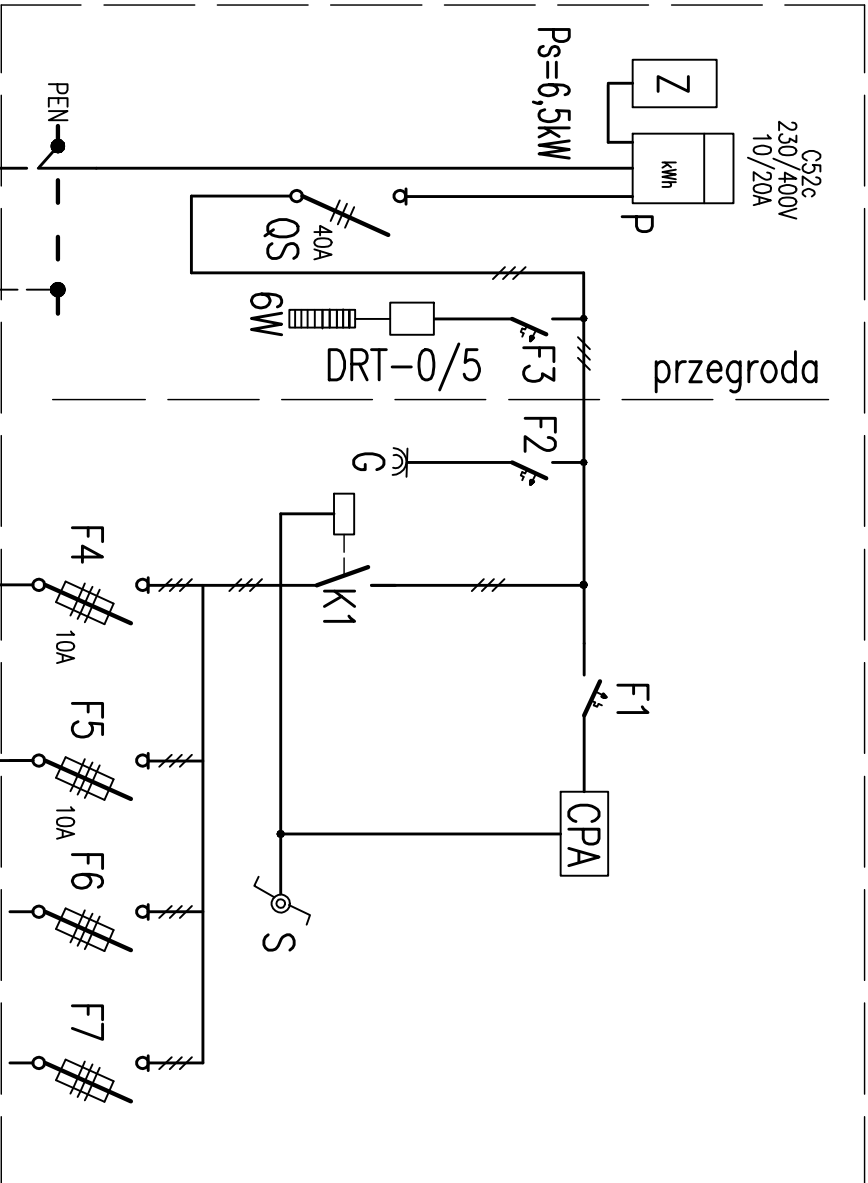 C52c
230/400V
10/20A
Z
kWh
P
Ps=6,5kW
PEN
QS
40A
6W
DRT-0/5
F3
przegroda
F2
G
K1
F1
CPA
S
F4
10A
F5
10A
F6
F7